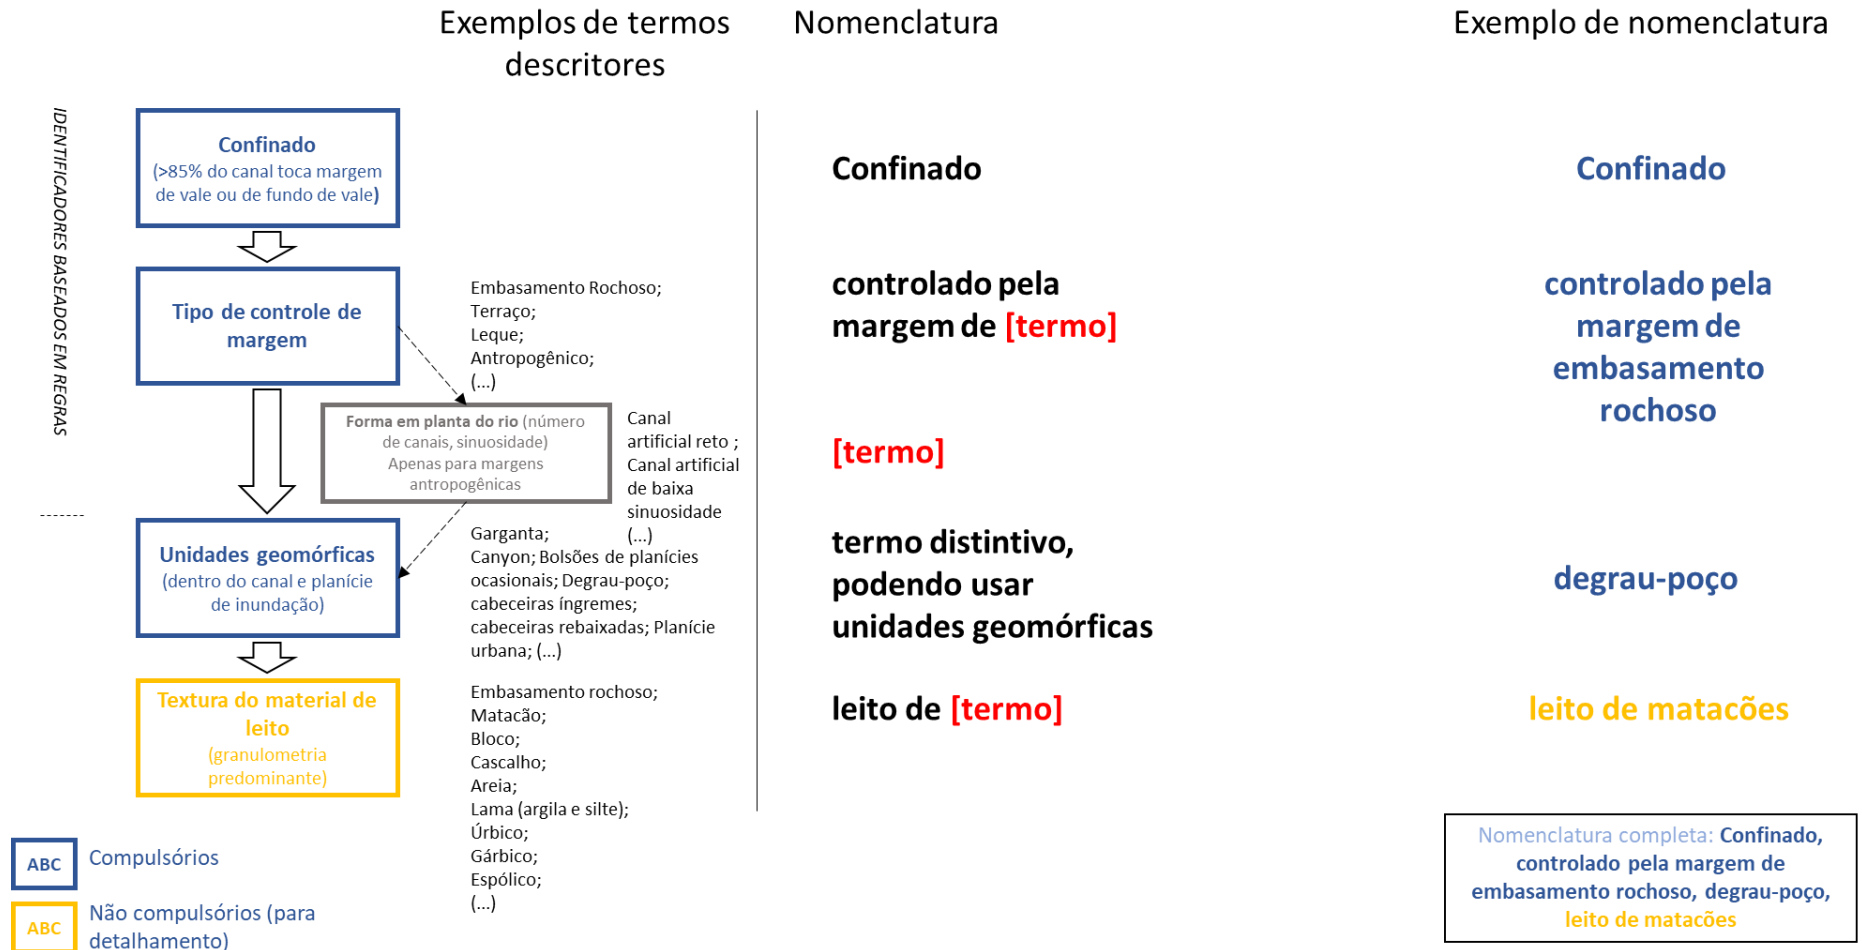 Exemplos de termos
descritores
Nomenclatura
Exemplo de nomenclatura
IDENTIFICADORES BASEADOS EM REGRAS
Confinado
(>85% do canal toca margem
de vale ou de fundo de vale)
Confinado
Confinado
Tipo de controle de
margem
Embasamento Rochoso;
Terraço;
Leque;
Antropogênico;
(...)
controlado pela
margem de [termo]
controlado pela
margem de
embasamento
rochoso
Forma em planta do rio (número
de canais, sinuosidade)
Apenas para margens
antropogênicas
Canal
artificial reto ;
Canal artificial
de baixa
sinuosidade
(...)
[termo]
-------
Unidades geomórficas
(dentro do canal e planície
de inundação)
Garganta;
Canyon; Bolsões de planícies
ocasionais; Degrau-poço;
cabeceiras íngremes;
cabeceiras rebaixadas; Planície
urbana; (...)
termo distintivo,
podendo usar
unidades geomórficas
degrau-poço
Textura do material de
leito
(granulometria
predominante)
Embasamento rochoso;
Matacão;
Bloco;
Cascalho;
Areia;
Lama (argila e silte);
Úrbico;
Gárbico;
Espólico;
(...)
leito de [termo]
leito de matacões
ABC Compulsórios
ABC Não compulsórios (para
detalhamento)
Nomenclatura completa: Confinado,
controlado pela margem de
embasamento rochoso, degrau-poço,
leito de matacões